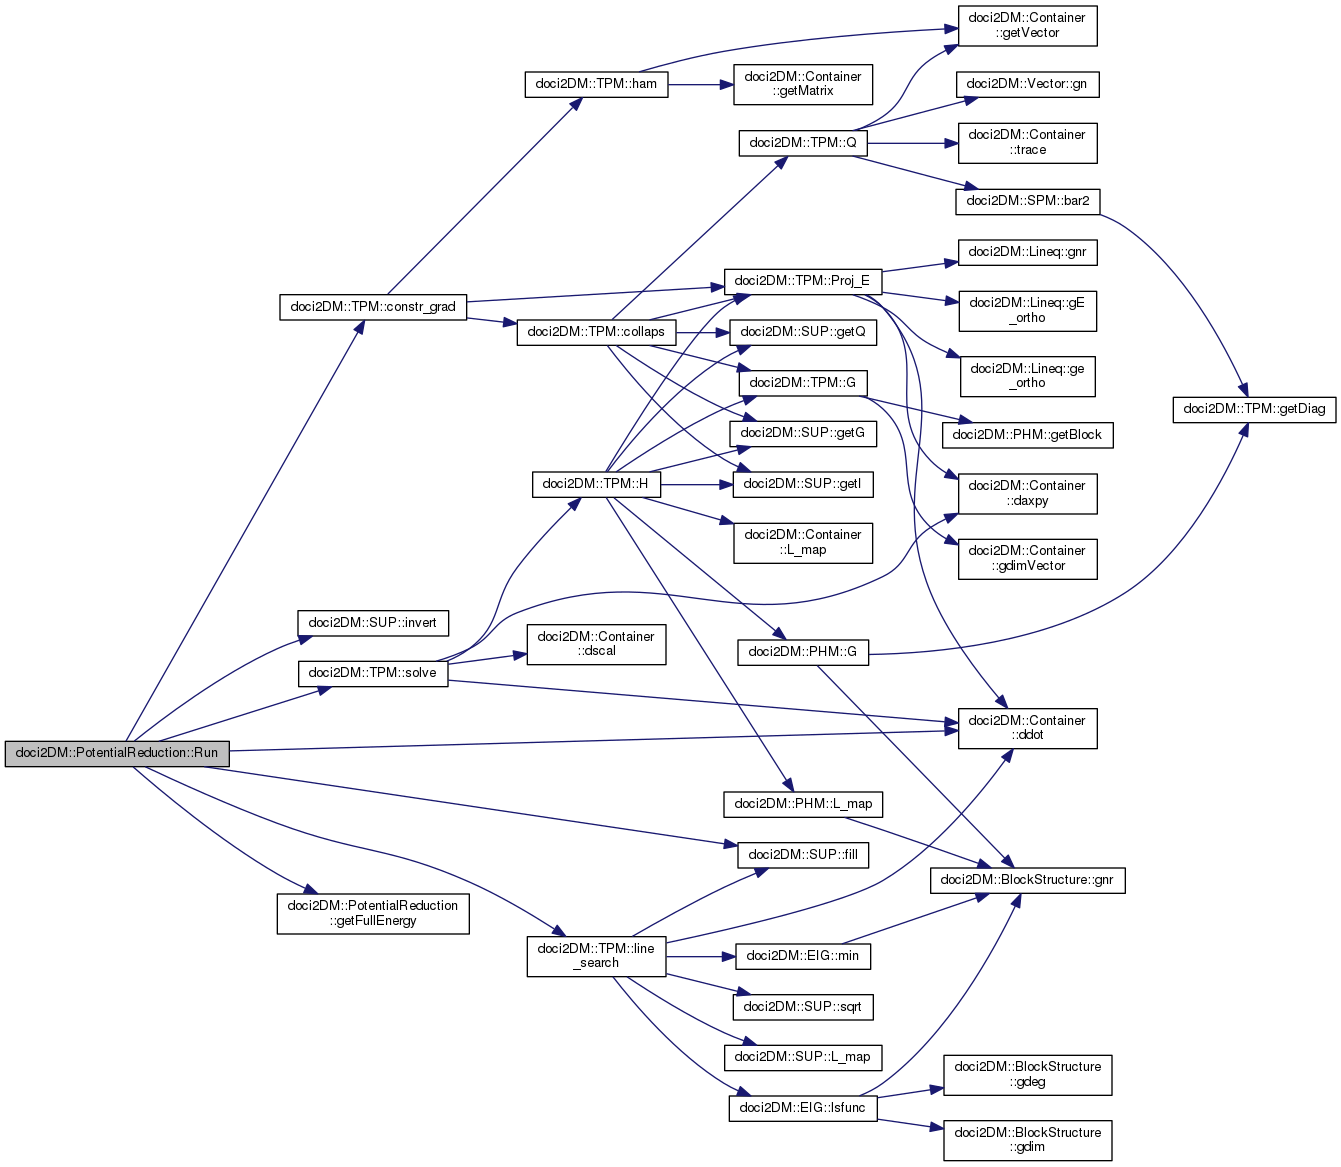 doci2DM::Container
::getVector
doci2DM::TPM::ham
doci2DM::Container
::getMatrix
doci2DM::Vector::gn
doci2DM::TPM::Q
doci2DM::Container
::trace
doci2DM::SPM::bar2
doci2DM::Lineq::gnr
doci2DM::TPM::Proj_E
doci2DM::TPM::constr_grad
doci2DM::Lineq::gE
_ortho
doci2DM::TPM::collaps
doci2DM::SUP::getQ
doci2DM::Lineq::ge
_ortho
doci2DM::TPM::G
doci2DM::TPM::getDiag
doci2DM::SUP::getG
doci2DM::PHM::getBlock
doci2DM::TPM::H
doci2DM::SUP::getI
doci2DM::Container
::daxpy
doci2DM::Container
::L_map
doci2DM::Container
::gdimVector
doci2DM::SUP::invert
doci2DM::Container
::dscal
doci2DM::PHM::G
doci2DM::TPM::solve
doci2DM::Container
::ddot
doci2DM::PotentialReduction::Run
doci2DM::PHM::L_map
doci2DM::SUP::fill
doci2DM::BlockStructure::gnr
doci2DM::PotentialReduction
::getFullEnergy
doci2DM::TPM::line
_search
doci2DM::EIG::min
doci2DM::SUP::sqrt
doci2DM::SUP::L_map
doci2DM::BlockStructure
::gdeg
doci2DM::EIG::lsfunc
doci2DM::BlockStructure
::gdim